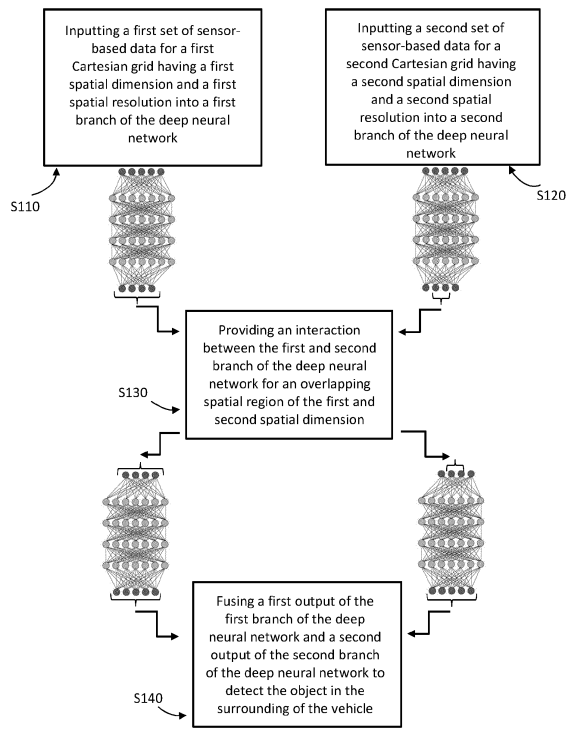 Inputting a first set of sensor-
based data for a first
Cartesian grid having a first
spatial dimension and a first
spatial resolution into a first
branch of the deep neural
network
Inputting a second set of
sensor-based data for a
second Cartesian grid having
a second spatial dimension
and a second spatial
resolution into a second
branch of the deep neural
network
S110
S120
Providing an interaction
between the first and second
branch of the deep neural
network for an overlapping
spatial region of the first and
second spatial dimension
S130
Fusing a first output of the
first branch of the deep
neural network and a second
output of the second branch
of the deep neural network to
detect the object in the
surrounding of the vehicle
S140